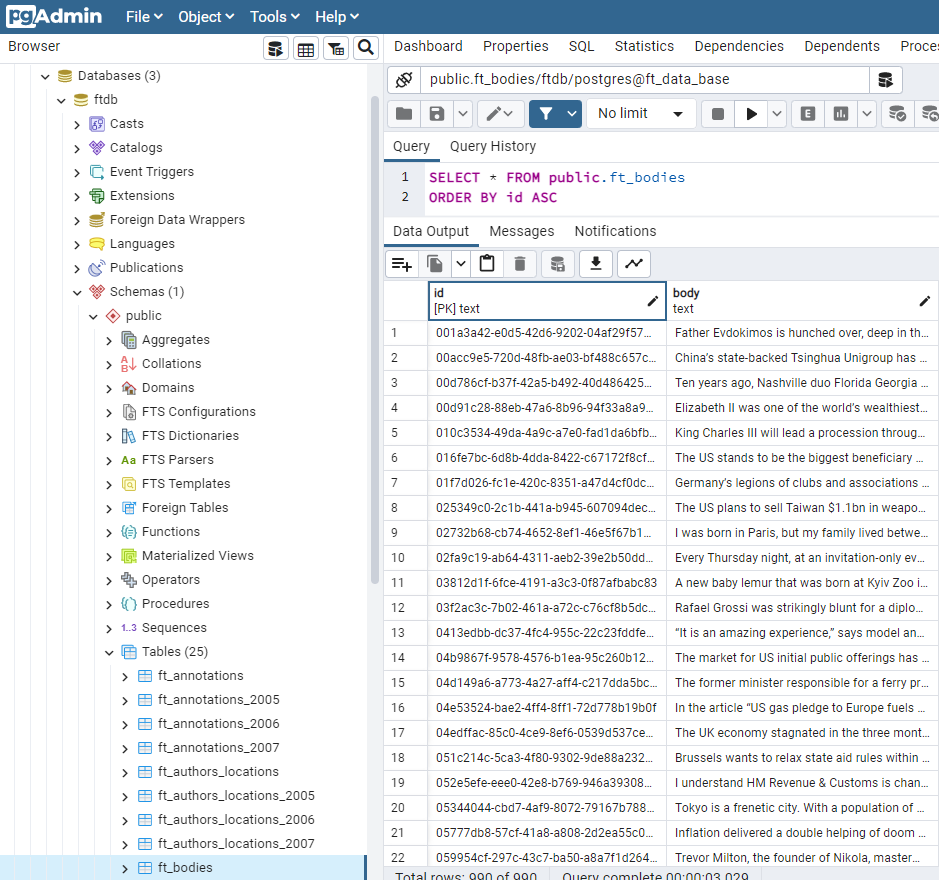 pgAdmin File Object Tools Help
Browser
Dashboard Properties SQL Statistics Dependencies Dependents Proce
Databases (3)
ftdb
Casts
Catalogs
Event Triggers
Extensions
Foreign Data Wrappers
Languages
Publications
Schemas (1)
public
Aggregates
Collations
Domains
FTS Configurations
FTS Dictionaries
Aa FTS Parsers
FTS Templates
Foreign Tables
Functions
Materialized Views
Operators
Procedures
1..3 Sequences
Tables (25)
ft_annotations
ft_annotations_2005
ft_annotations_2006
ft_annotations_2007
ft_authors_locations
ft_authors_locations_2005
ft_authors_locations_2006
ft_authors_locations_2007
ft_bodies
public.ft_bodies/ftdb/postgres@ft_data_base
No limit E
Query Query History
1 SELECT * FROM public.ft_bodies
2 ORDER BY id ASC
Data Output Messages Notifications
id body
[PK] text text
1 001a3a42-e0d5-42d6-9202-04af29f57... Father Evdokimos is hunched over, deep in th...
2 00acc9e5-720d-48fb-ae03-bf488c657c... China’s state-backed Tsinghua Unigroup has ...
3 00d786cf-b37f-42a5-b492-40d486425... Ten years ago, Nashville duo Florida Georgia ...
4 00d91c28-88eb-47a6-8b96-94f33a8a9... Elizabeth II was one of the world’s wealthiest...
5 010c3534-49da-4a9c-a7e0-fad1da6bfb... King Charles III will lead a procession throug...
6 016fe7bc-6d8b-4dda-8422-c67172f8cf... The US stands to be the biggest beneficiary ...
7 01f7d026-fc1e-420c-8351-a47d4cf0dc... Germany’s legions of clubs and associations ...
8 025349c0-2c1b-441a-b945-607094dec... The US plans to sell Taiwan $1.1bn in weapo...
9 02732b68-cb74-4652-8ef1-46e5f67b1... I was born in Paris, but my family lived betwe...
10 02fa9c19-ab64-4311-aeb2-39e2b50dd... Every Thursday night, at an invitation-only ev...
11 03812d1f-6fce-4191-a3c3-0f87afbabc83 A new baby lemur that was born at Kyiv Zoo i...
12 03f2ac3c-7b02-461a-a72c-c76cf8b5dc... Rafael Grossi was strikingly blunt for a diplo...
13 0413edbb-dc37-4fc4-955c-22c23fddfe... “It is an amazing experience,” says model an...
14 04b9867f-9578-4576-b1ea-95c260b12... The market for US initial public offerings has ...
15 04d149a6-a773-4a27-aff4-c217dda5bc... The former minister responsible for a ferry pr...
16 04e53524-bae2-4ff4-8ff1-72d778b19b0f In the article “US gas pledge to Europe fuels ...
17 04edffac-85c0-4ce9-8ef6-0539d537ce... The UK economy stagnated in the three mont...
18 051c214c-5ca3-4f80-9302-9de88a232... Brussels wants to relax state aid rules within ...
19 052e5efe-eee0-42e8-b769-946a39308... I understand HM Revenue & Customs is chan...
20 05344044-cbd7-4af9-8072-79167b788... Tokyo is a frenetic city. With a population of ...
21 05777db8-57cf-41a8-a808-2d2ea55c0... Inflation delivered a double helping of doom ...
22 059954cf-297c-43c7-ba50-a8a7f1d264... Trevor Milton, the founder of Nikola, master...
Total rows: 990 of 990 Query complete 00:00:03.029